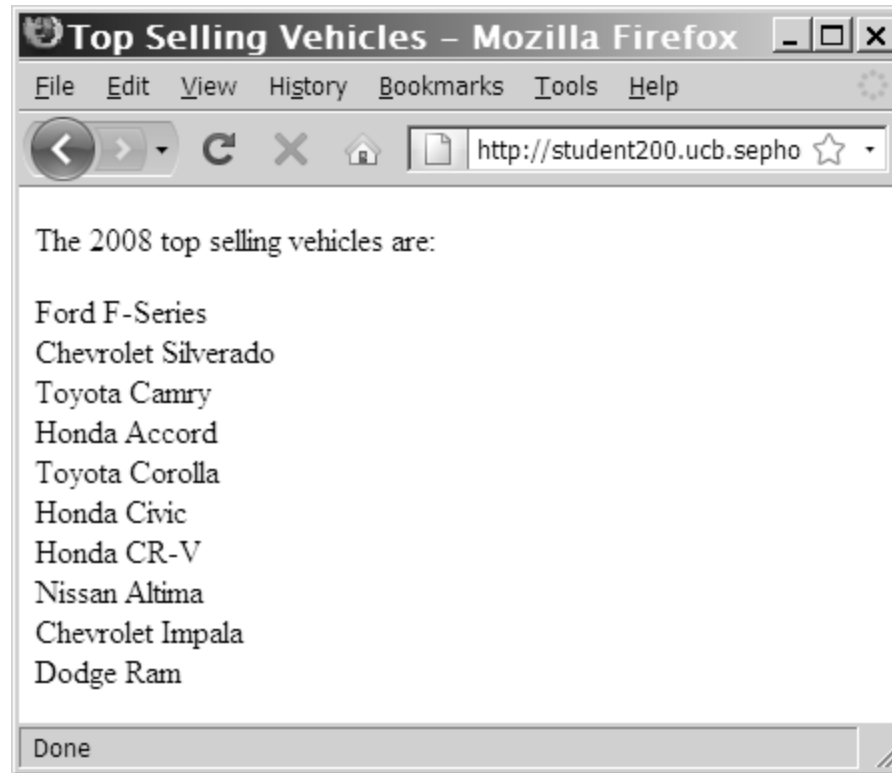 Top Selling Vehicles – Mozilla Firefox
File Edit View History Bookmarks Tools Help
http://student200.ucb.sepho
The 2008 top selling vehicles are:
Ford F-Series
Chevrolet Silverado
Toyota Camry
Honda Accord
Toyota Corolla
Honda Civic
Honda CR-V
Nissan Altima
Chevrolet Impala
Dodge Ram
Done